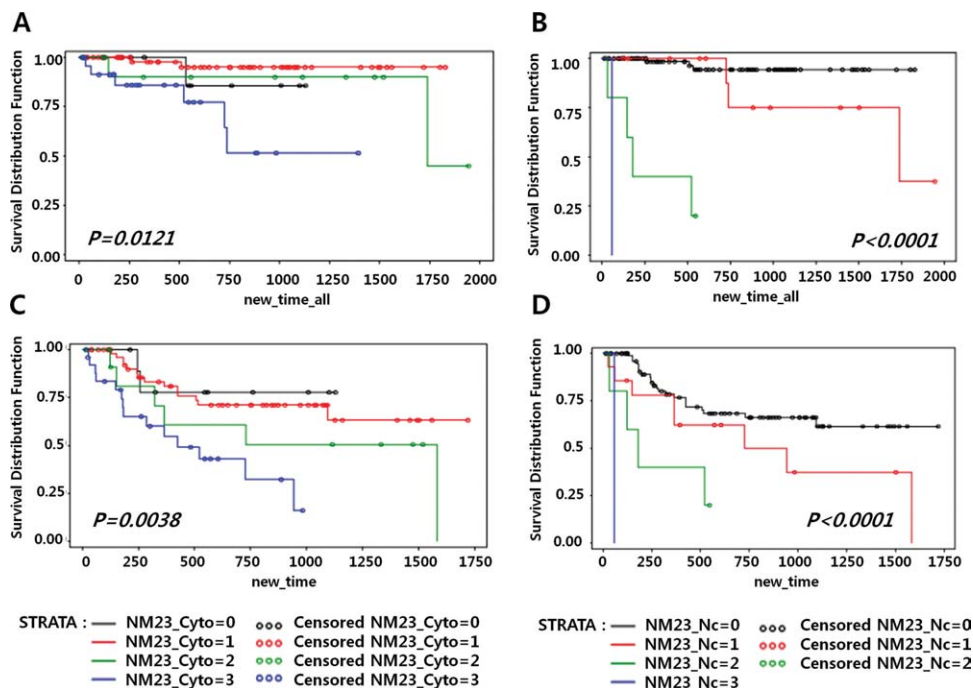 A
Survival Distribution Function
1.00
0.75
0.5
0.25
0.00
P=0.0121
0 250 500 750 1000 1250 1500 1750 2000
new_time_all
B
Survival Distribution Function
1.00
0.75
0.5
0.25
0.00
P<0.0001
0 250 500 750 1000 1250 1500 1750 2000
new_time_all
C
Survival Distribution Function
1.00
0.75
0.5
0.25
0.00
P=0.0038
0 250 500 750 1000 1250 1500 1750
new_time
D
Survival Distribution Function
1.00
0.75
0.5
0.25
0.00
P<0.0001
0 250 500 750 1000 1250 1500 1750
new_time
STRATA : NM23_Cyto=0 Censored NM23_Cyto=0
NM23_Cyto=1 Censored NM23_Cyto=1
NM23_Cyto=2 Censored NM23_Cyto=2
NM23_Cyto=3 Censored NM23_Cyto=3
STRATA : NM23_Nc=0 Censored NM23_Nc=0
NM23_Nc=1 Censored NM23_Nc=1
NM23_Nc=2 Censored NM23_Nc=2
NM23_Nc=3